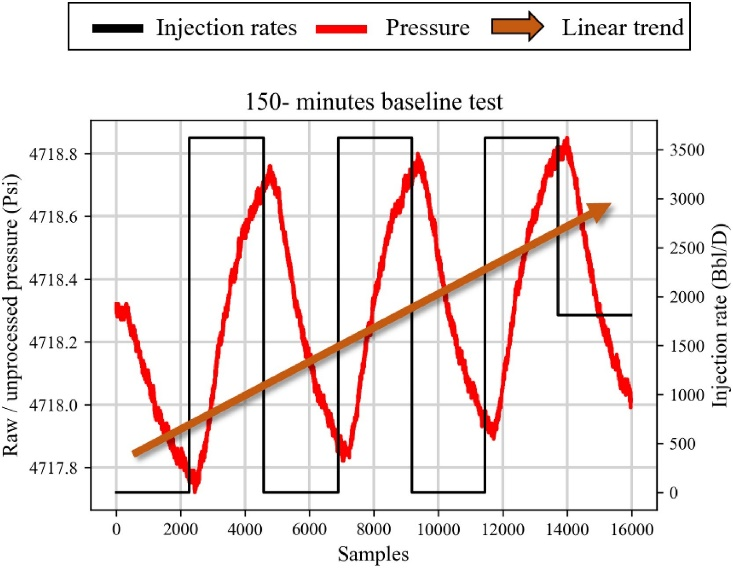 Injection rates Pressure Linear trend
150- minutes baseline test
Raw / unprocessed pressure (Psi)
4718.8
4718.6
4718.4
4718.2
4718.0
4717.8
3500
3000
2500
2000
1500
1000
500
0
Injection rate (Bbl/D)
0 2000 4000 6000 8000 10000 12000 14000 16000
Samples